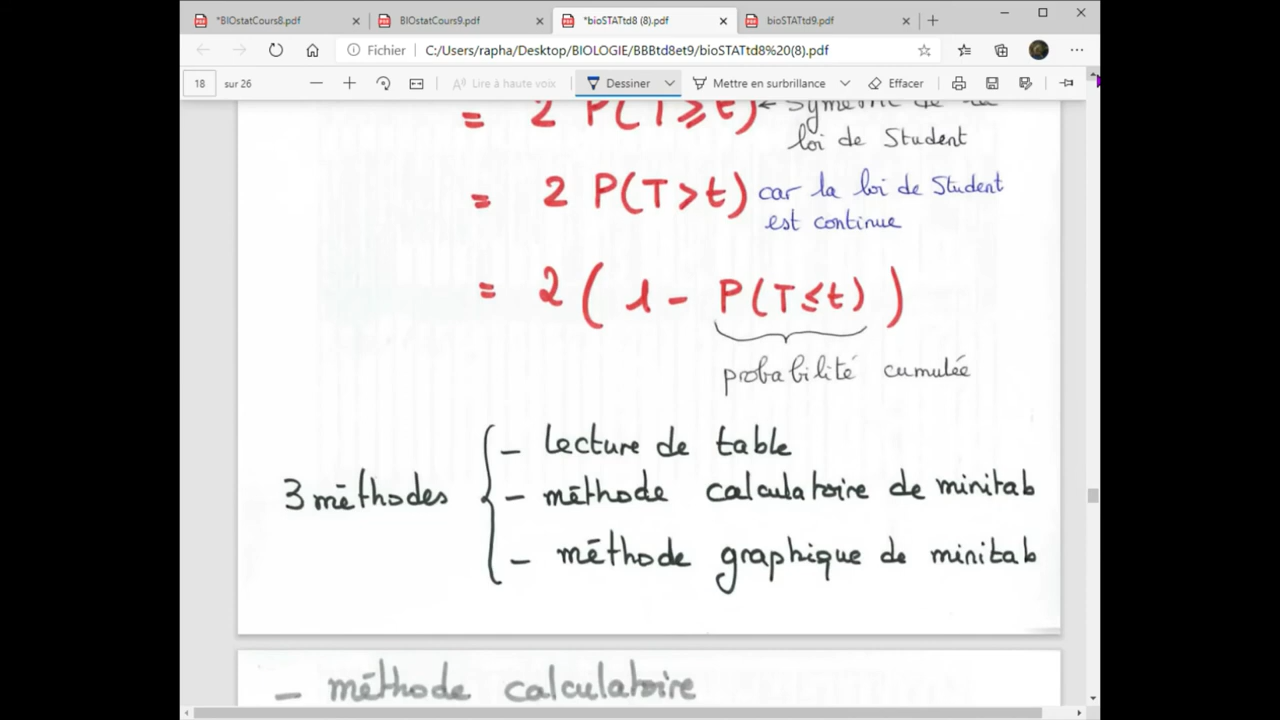 *BIOstatCours8.pdf
BIOstatCours9.pdf
*bioSTATtd8 (8).pdf
bioSTATtd9.pdf
Fichier
C:/Users/rapha/Desktop/BIOLOGIE/BBBtd8et9/bioSTATtd8%20(8).pdf
18 sur 26
Lire à haute voix
Dessiner
Mettre en surbrillance
Effacer
= 2 P(T⩾t) ← Symétrie de la
loi de Student
= 2 P(T>t) car la loi de Student
est continue
= 2 ( 1 - P(T≤t) )
probabilité cumulée
- lecture de table
3 méthodes - méthode calculatoire de minitab
- méthode graphique de minitab
- méthode calculatoire